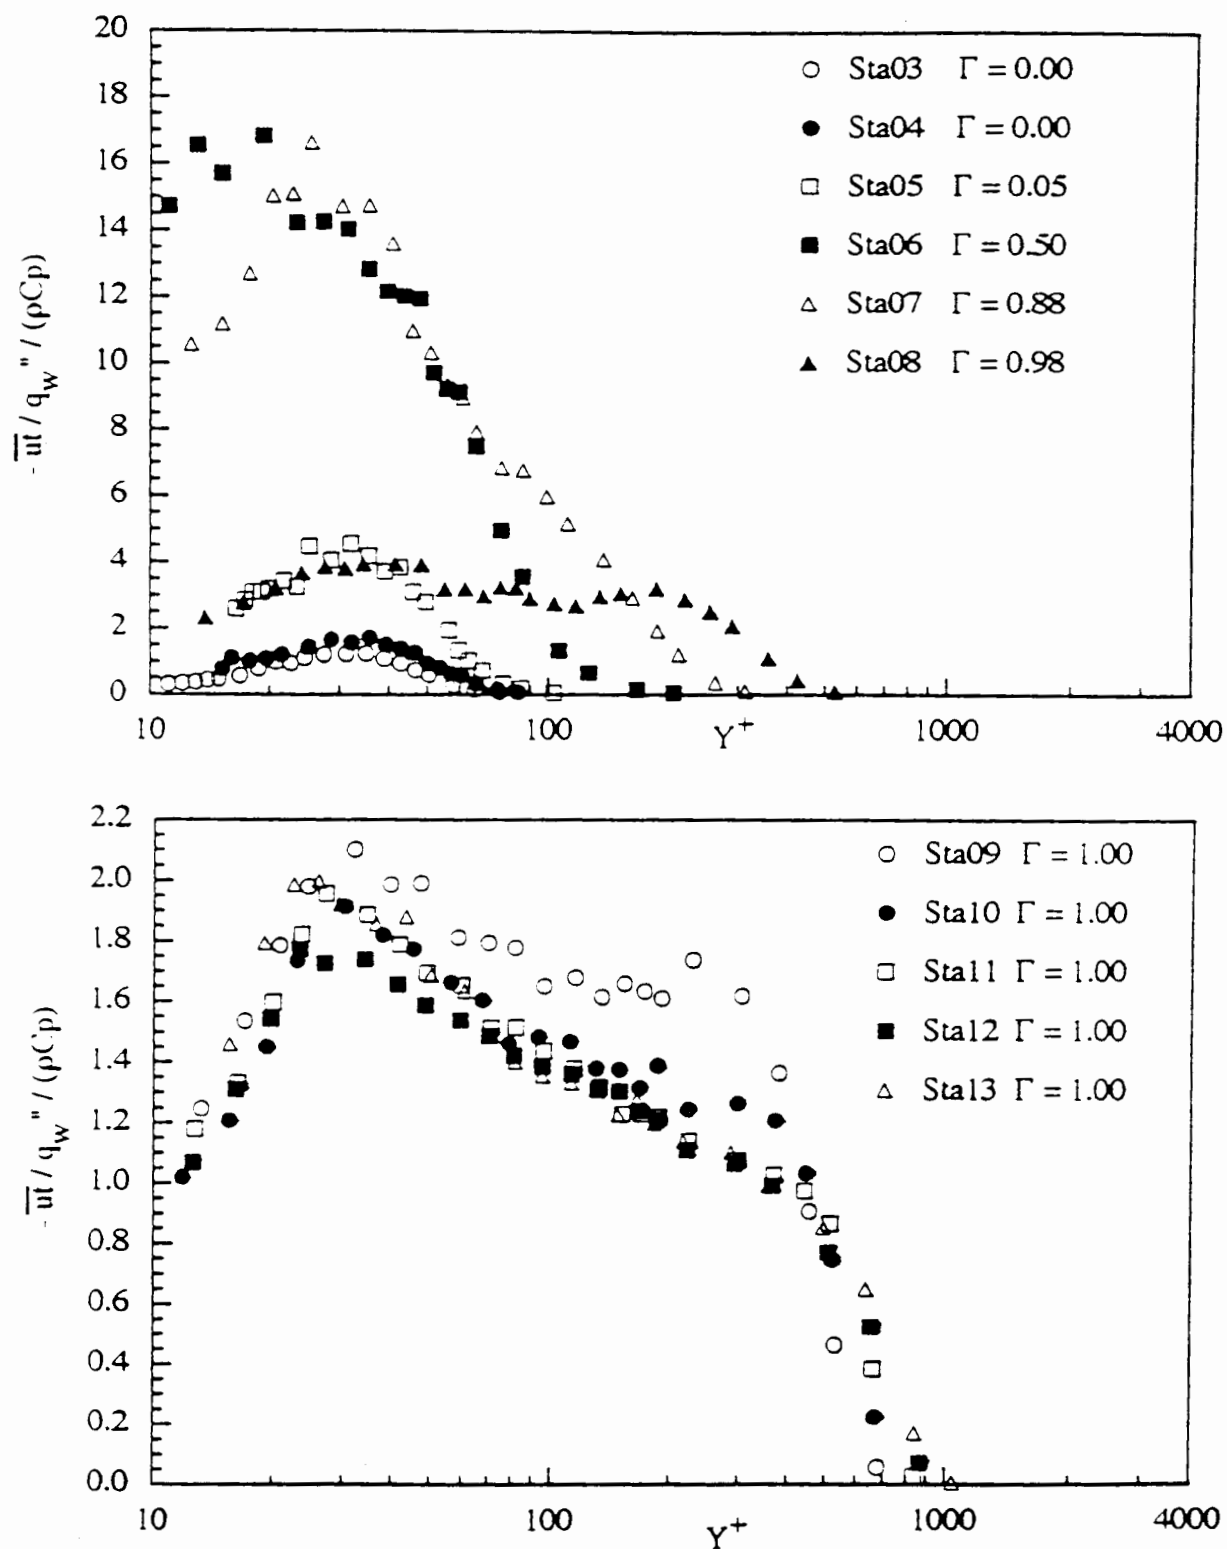 20
18
16
14
12
10
8
6
4
2
0
- u̅t̅ / q_w" / (ρCp)
Sta03 Γ = 0.00
Sta04 Γ = 0.00
Sta05 Γ = 0.05
Sta06 Γ = 0.50
Sta07 Γ = 0.88
Sta08 Γ = 0.98
10 100 Y⁺ 1000 4000
2.2
2.0
1.8
1.6
1.4
1.2
1.0
0.8
0.6
0.4
0.2
0.0
- u̅t̅ / q_w" / (ρCp)
Sta09 Γ = 1.00
Sta10 Γ = 1.00
Sta11 Γ = 1.00
Sta12 Γ = 1.00
Sta13 Γ = 1.00
10 100 Y⁺ 1000 4000